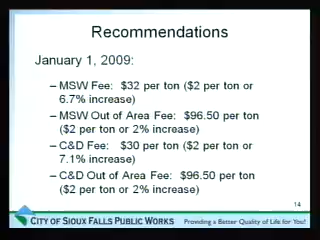 Recommendations
January 1, 2009:
– MSW Fee: $32 per ton ($2 per ton or
6.7% increase)
– MSW Out of Area Fee: $96.50 per ton
($2 per ton or 2% increase)
– C&D Fee: $30 per ton ($2 per ton or
7.1% increase)
– C&D Out of Area Fee: $96.50 per ton
($2 per ton or 2% increase)
14
CITY OF SIOUX FALLS PUBLIC WORKS Providing a Better Quality of Life for You!